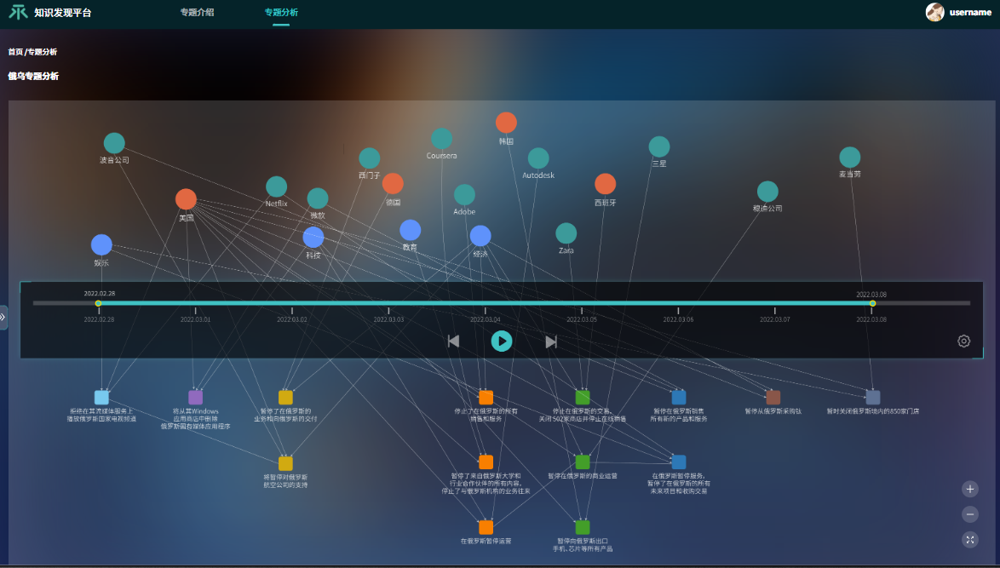 知识发现平台
专题介绍
专题分析
username
首页 /专题分析
俄乌专题分析
韩国
Coursera
波音公司
三星
西门子
Autodesk
麦当劳
德国
Netflix
西班牙
微软
Adobe
穆迪公司
美国
教育
科技
经济
Zara
娱乐
2022.02.28
2022.03.08
2022.02.28
2022.03.01
2022.03.02
2022.03.03
2022.03.04
2022.03.05
2022.03.06
2022.03.07
2022.03.08
拒绝在其流媒体服务上
播放俄罗斯国家电视频道
将从其Windows
应用商店中删除
俄罗斯国有媒体应用程序
暂停了在俄罗斯的
业务和向俄罗斯的交付
停止了在俄罗斯的所有
销售和服务
停止在俄罗斯的交易,
关闭502家商店并停止在线销售
暂停在俄罗斯销售
所有新的产品和服务
暂停从俄罗斯采购钛
暂时关闭俄罗斯境内的850家门店
将暂停对俄罗斯
航空公司的支持
暂停了来自俄罗斯大学和
行业合作伙伴的所有内容,
停止了与俄罗斯机构的业务往来
暂停在俄罗斯的商业运营
在俄罗斯暂停服务,
暂停了在俄罗斯的所有
未来项目和收购交易
在俄罗斯暂停运营
暂停向俄罗斯出口
手机、芯片等所有产品